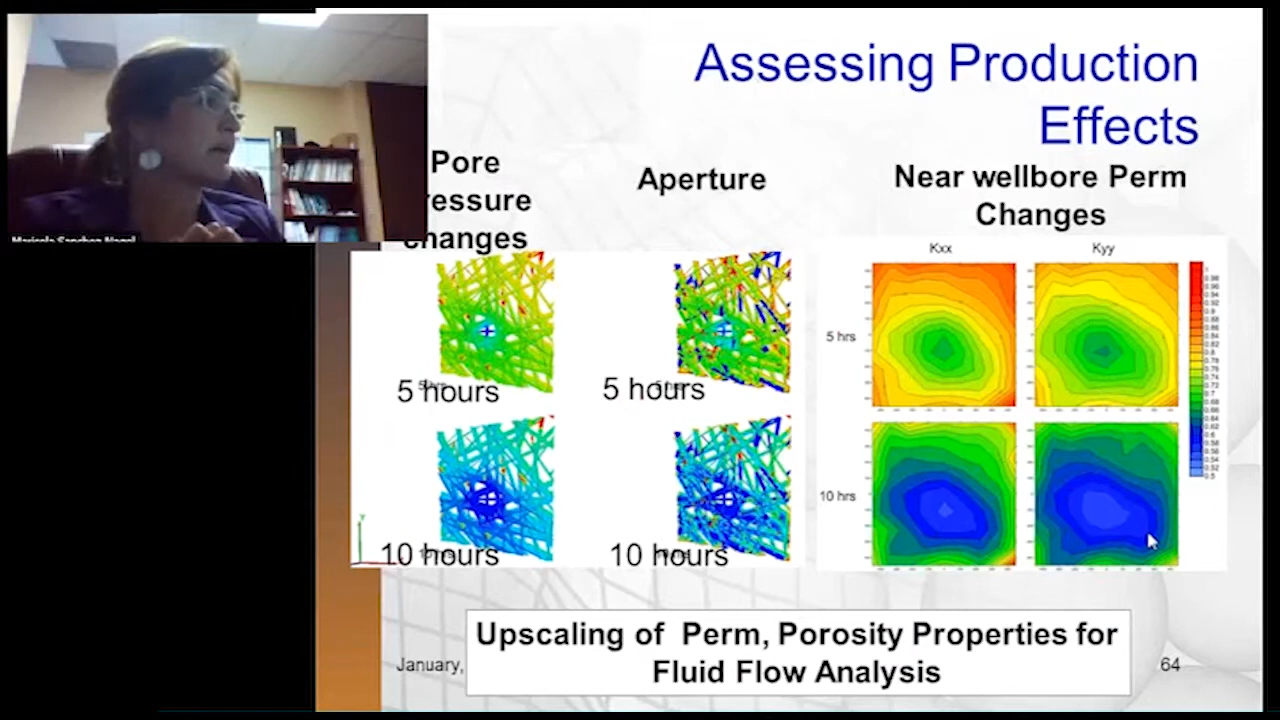 Assessing Production
Effects
Pore
ressure
changes
Aperture
Near wellbore Perm
Changes
Kxx
Kyy
5 hrs
5 hours
5 hours
10 hrs
10 hours
10 hours
Upscaling of Perm, Porosity Properties for
Fluid Flow Analysis
January,
64